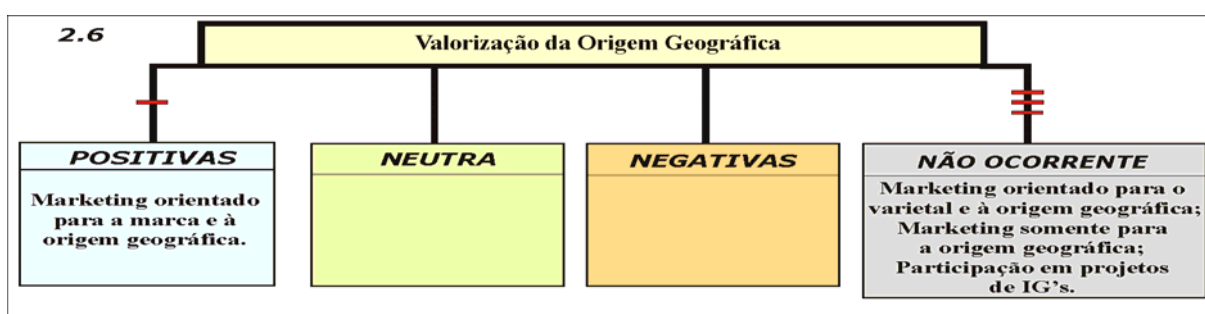 2.6
Valorização da Origem Geográfica
POSITIVAS
Marketing orientado
para a marca e à
origem geográfica.
NEUTRA
NEGATIVAS
NÃO OCORRENTE
Marketing orientado para o
varietal e à origem geográfica;
Marketing somente para
a origem geográfica;
Participação em projetos
de IG's.